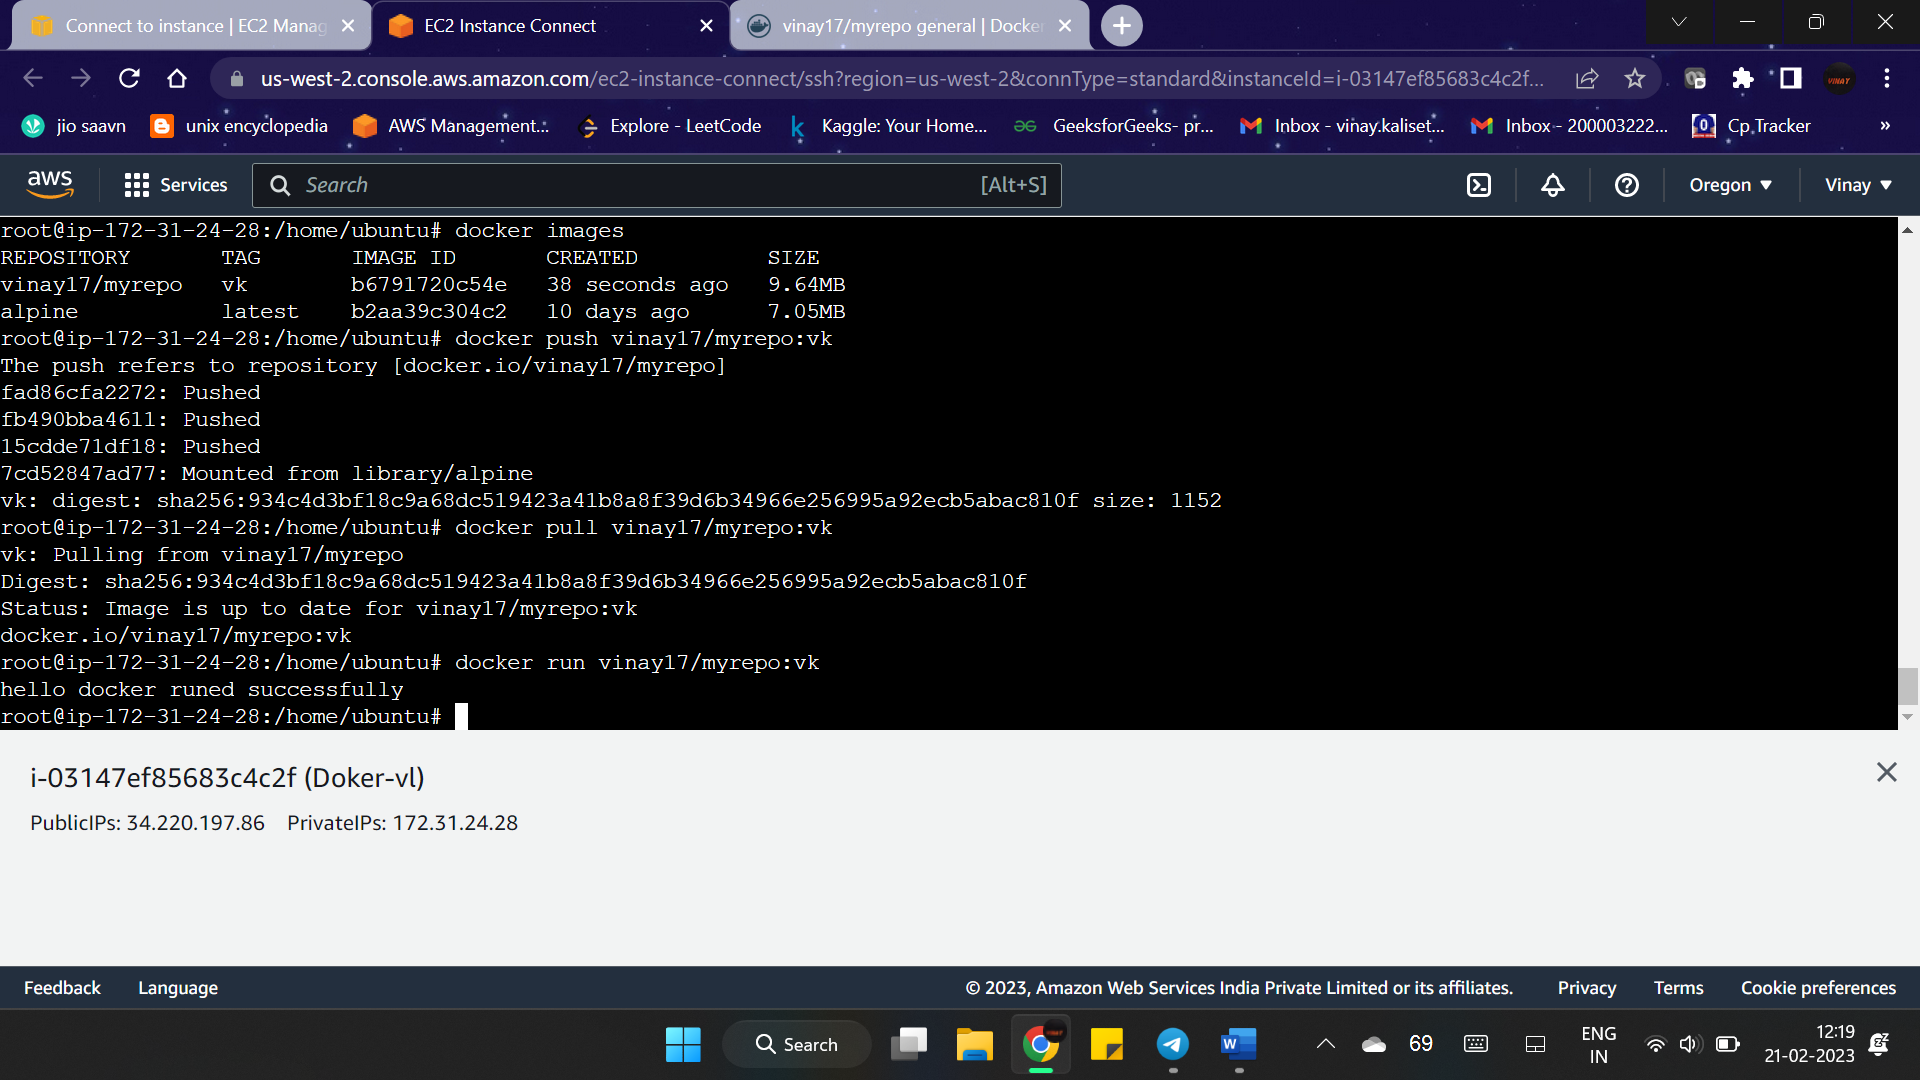 Connect to instance | EC2 Manag
EC2 Instance Connect
vinay17/myrepo general | Docker
us-west-2.console.aws.amazon.com/ec2-instance-connect/ssh?region=us-west-2&connType=standard&instanceId=i-03147ef85683c4c2f...
VINAY
jio saavn
unix encyclopedia
AWS Management...
Explore - LeetCode
Kaggle: Your Home...
GeeksforGeeks- pr...
Inbox - vinay.kaliset...
Inbox - 200003222...
Cp Tracker
»
aws
Services
Search
[Alt+S]
Oregon
Vinay
root@ip-172-31-24-28:/home/ubuntu# docker images
REPOSITORY TAG IMAGE ID CREATED SIZE
vinay17/myrepo vk b6791720c54e 38 seconds ago 9.64MB
alpine latest b2aa39c304c2 10 days ago 7.05MB
root@ip-172-31-24-28:/home/ubuntu# docker push vinay17/myrepo:vk
The push refers to repository [docker.io/vinay17/myrepo]
fad86cfa2272: Pushed
fb490bba4611: Pushed
15cdde71df18: Pushed
7cd52847ad77: Mounted from library/alpine
vk: digest: sha256:934c4d3bf18c9a68dc519423a41b8a8f39d6b34966e256995a92ecb5abac810f size: 1152
root@ip-172-31-24-28:/home/ubuntu# docker pull vinay17/myrepo:vk
vk: Pulling from vinay17/myrepo
Digest: sha256:934c4d3bf18c9a68dc519423a41b8a8f39d6b34966e256995a92ecb5abac810f
Status: Image is up to date for vinay17/myrepo:vk
docker.io/vinay17/myrepo:vk
root@ip-172-31-24-28:/home/ubuntu# docker run vinay17/myrepo:vk
hello docker runed successfully
root@ip-172-31-24-28:/home/ubuntu#
i-03147ef85683c4c2f (Doker-vl)
PublicIPs: 34.220.197.86 PrivateIPs: 172.31.24.28
Feedback
Language
© 2023, Amazon Web Services India Private Limited or its affiliates.
Privacy
Terms
Cookie preferences
Search
69
ENG
IN
12:19
21-02-2023